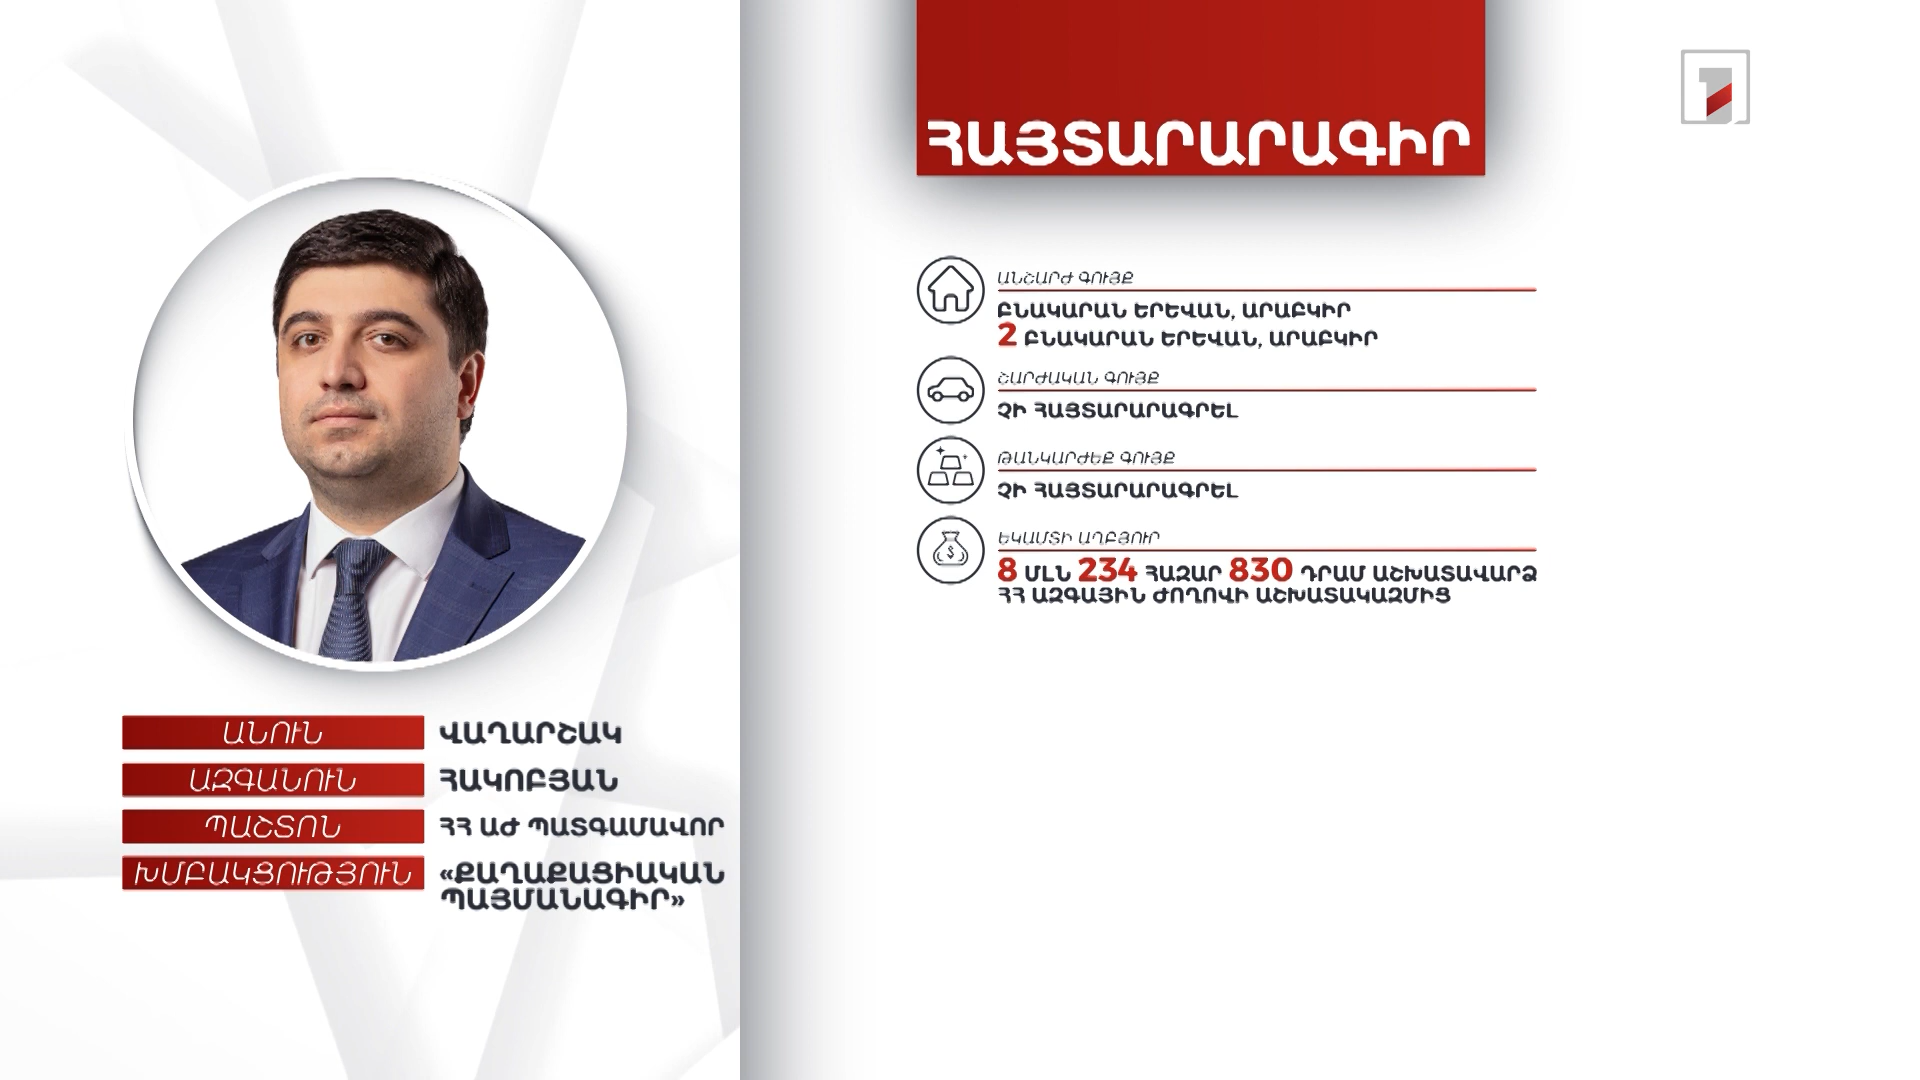 ՀԱՅՏԱՐԱՐԱԳԻՐ
ԱՆՇԱՐԺ ԳՈՒՅՔ
ԲՆԱԿԱՐԱՆ ԵՐԵՎԱՆ, ԱՐԱԲԿԻՐ
2 ԲՆԱԿԱՐԱՆ ԵՐԵՎԱՆ, ԱՐԱԲԿԻՐ
ՇԱՐԺԱԿԱՆ ԳՈՒՅՔ
ՉԻ ՀԱՅՏԱՐԱՐԱԳՐԵԼ
ԹԱՆԿԱՐԺԵՔ ԳՈՒՅՔ
ՉԻ ՀԱՅՏԱՐԱՐԱԳՐԵԼ
ԵԿԱՄՏԻ ԱՂԲՅՈՒՐ
8 ՄԼՆ 234 ՀԱԶԱՐ 830 ԴՐԱՄ ԱՇԽԱՏԱՎԱՐՁ
ՀՀ ԱԶԳԱՅԻՆ ԺՈՂՈՎԻ ԱՇԽԱՏԱԿԱԶՄԻՑ
ԱՆՈՒՆ ՎԱՂԱՐՇԱԿ
ԱԶԳԱՆՈՒՆ ՀԱԿՈԲՅԱՆ
ՊԱՇՏՈՆ ՀՀ ԱԺ ՊԱՏԳԱՄԱՎՈՐ
ԽՄԲԱԿՑՈՒԹՅՈՒՆ «ՔԱՂԱՔԱՑԻԱԿԱՆ
ՊԱՅՄԱՆԱԳԻՐ»